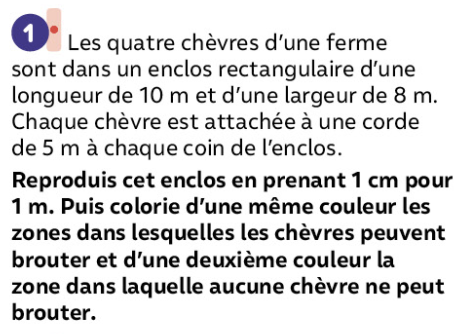 1
Les quatre chèvres d'une ferme
sont dans un enclos rectangulaire d'une
longueur de 10 m et d'une largeur de 8 m.
Chaque chèvre est attachée à une corde
de 5 m à chaque coin de l'enclos.
Reproduis cet enclos en prenant 1 cm pour
1 m. Puis colorie d'une même couleur les
zones dans lesquelles les chèvres peuvent
brouter et d'une deuxième couleur la
zone dans laquelle aucune chèvre ne peut
brouter.